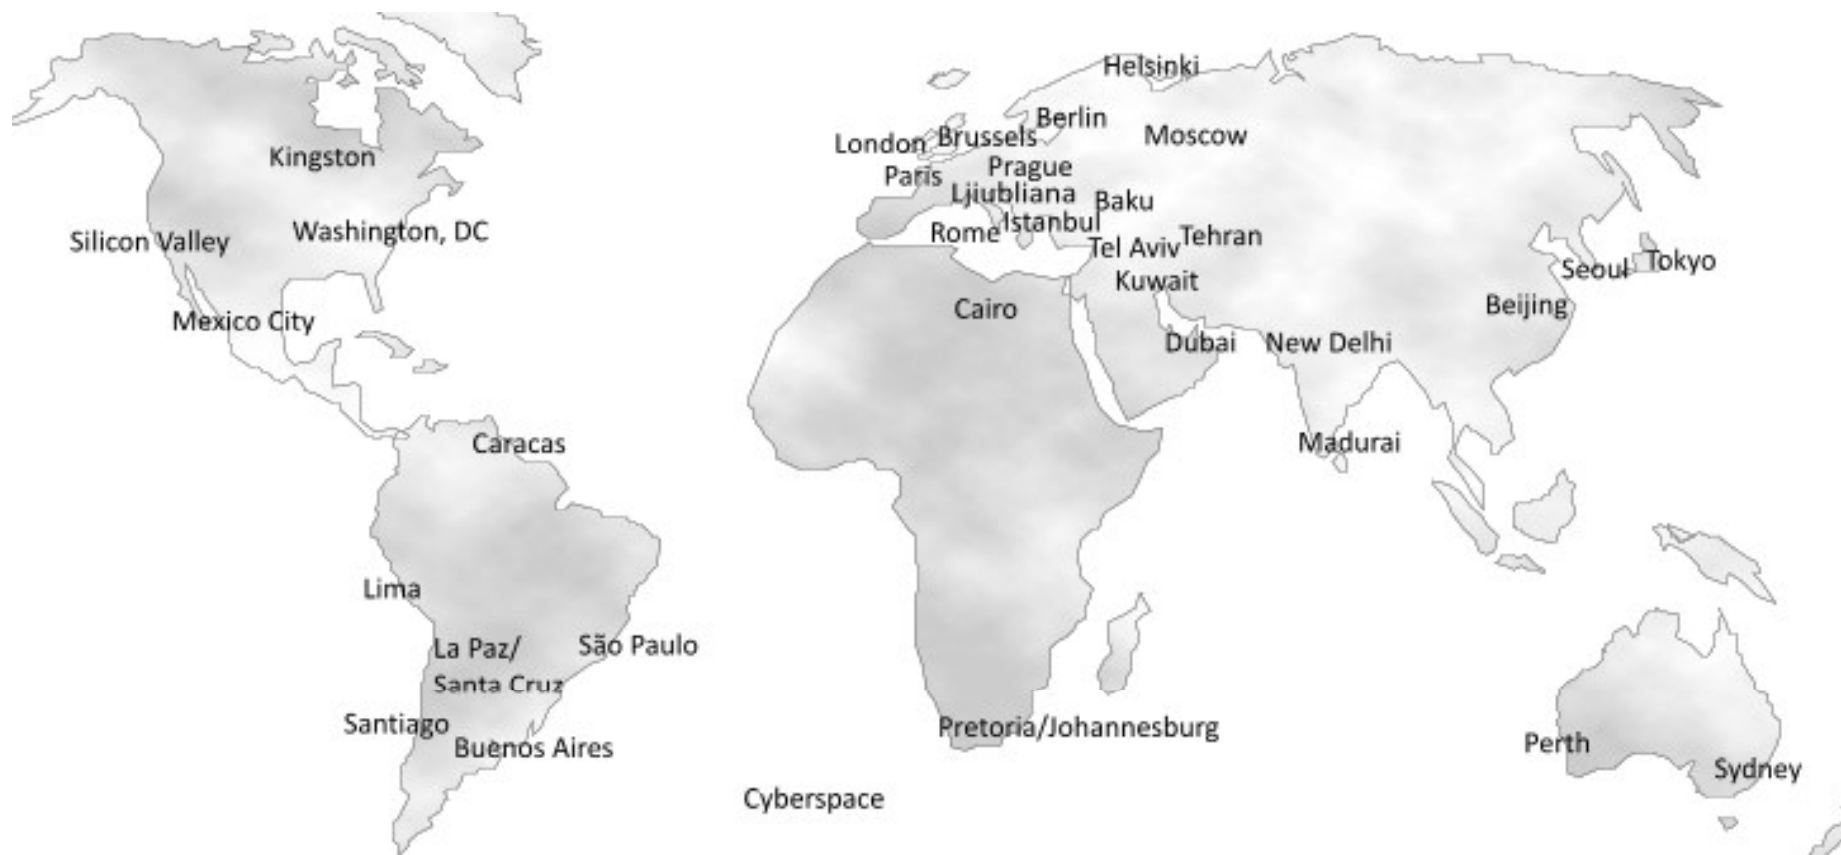 Helsinki
Berlin
London
Brussels
Moscow
Kingston
Prague
Paris
Ljiubliana
Baku
Istanbul
Washington, DC
Rome
Tehran
Silicon Valley
Tel Aviv
Tokyo
Seoul
Kuwait
Beijing
Cairo
Mexico City
Dubai
New Delhi
Caracas
Madurai
Lima
La Paz/
Santa Cruz
São Paulo
Santiago
Pretoria/Johannesburg
Buenos Aires
Perth
Sydney
Cyberspace